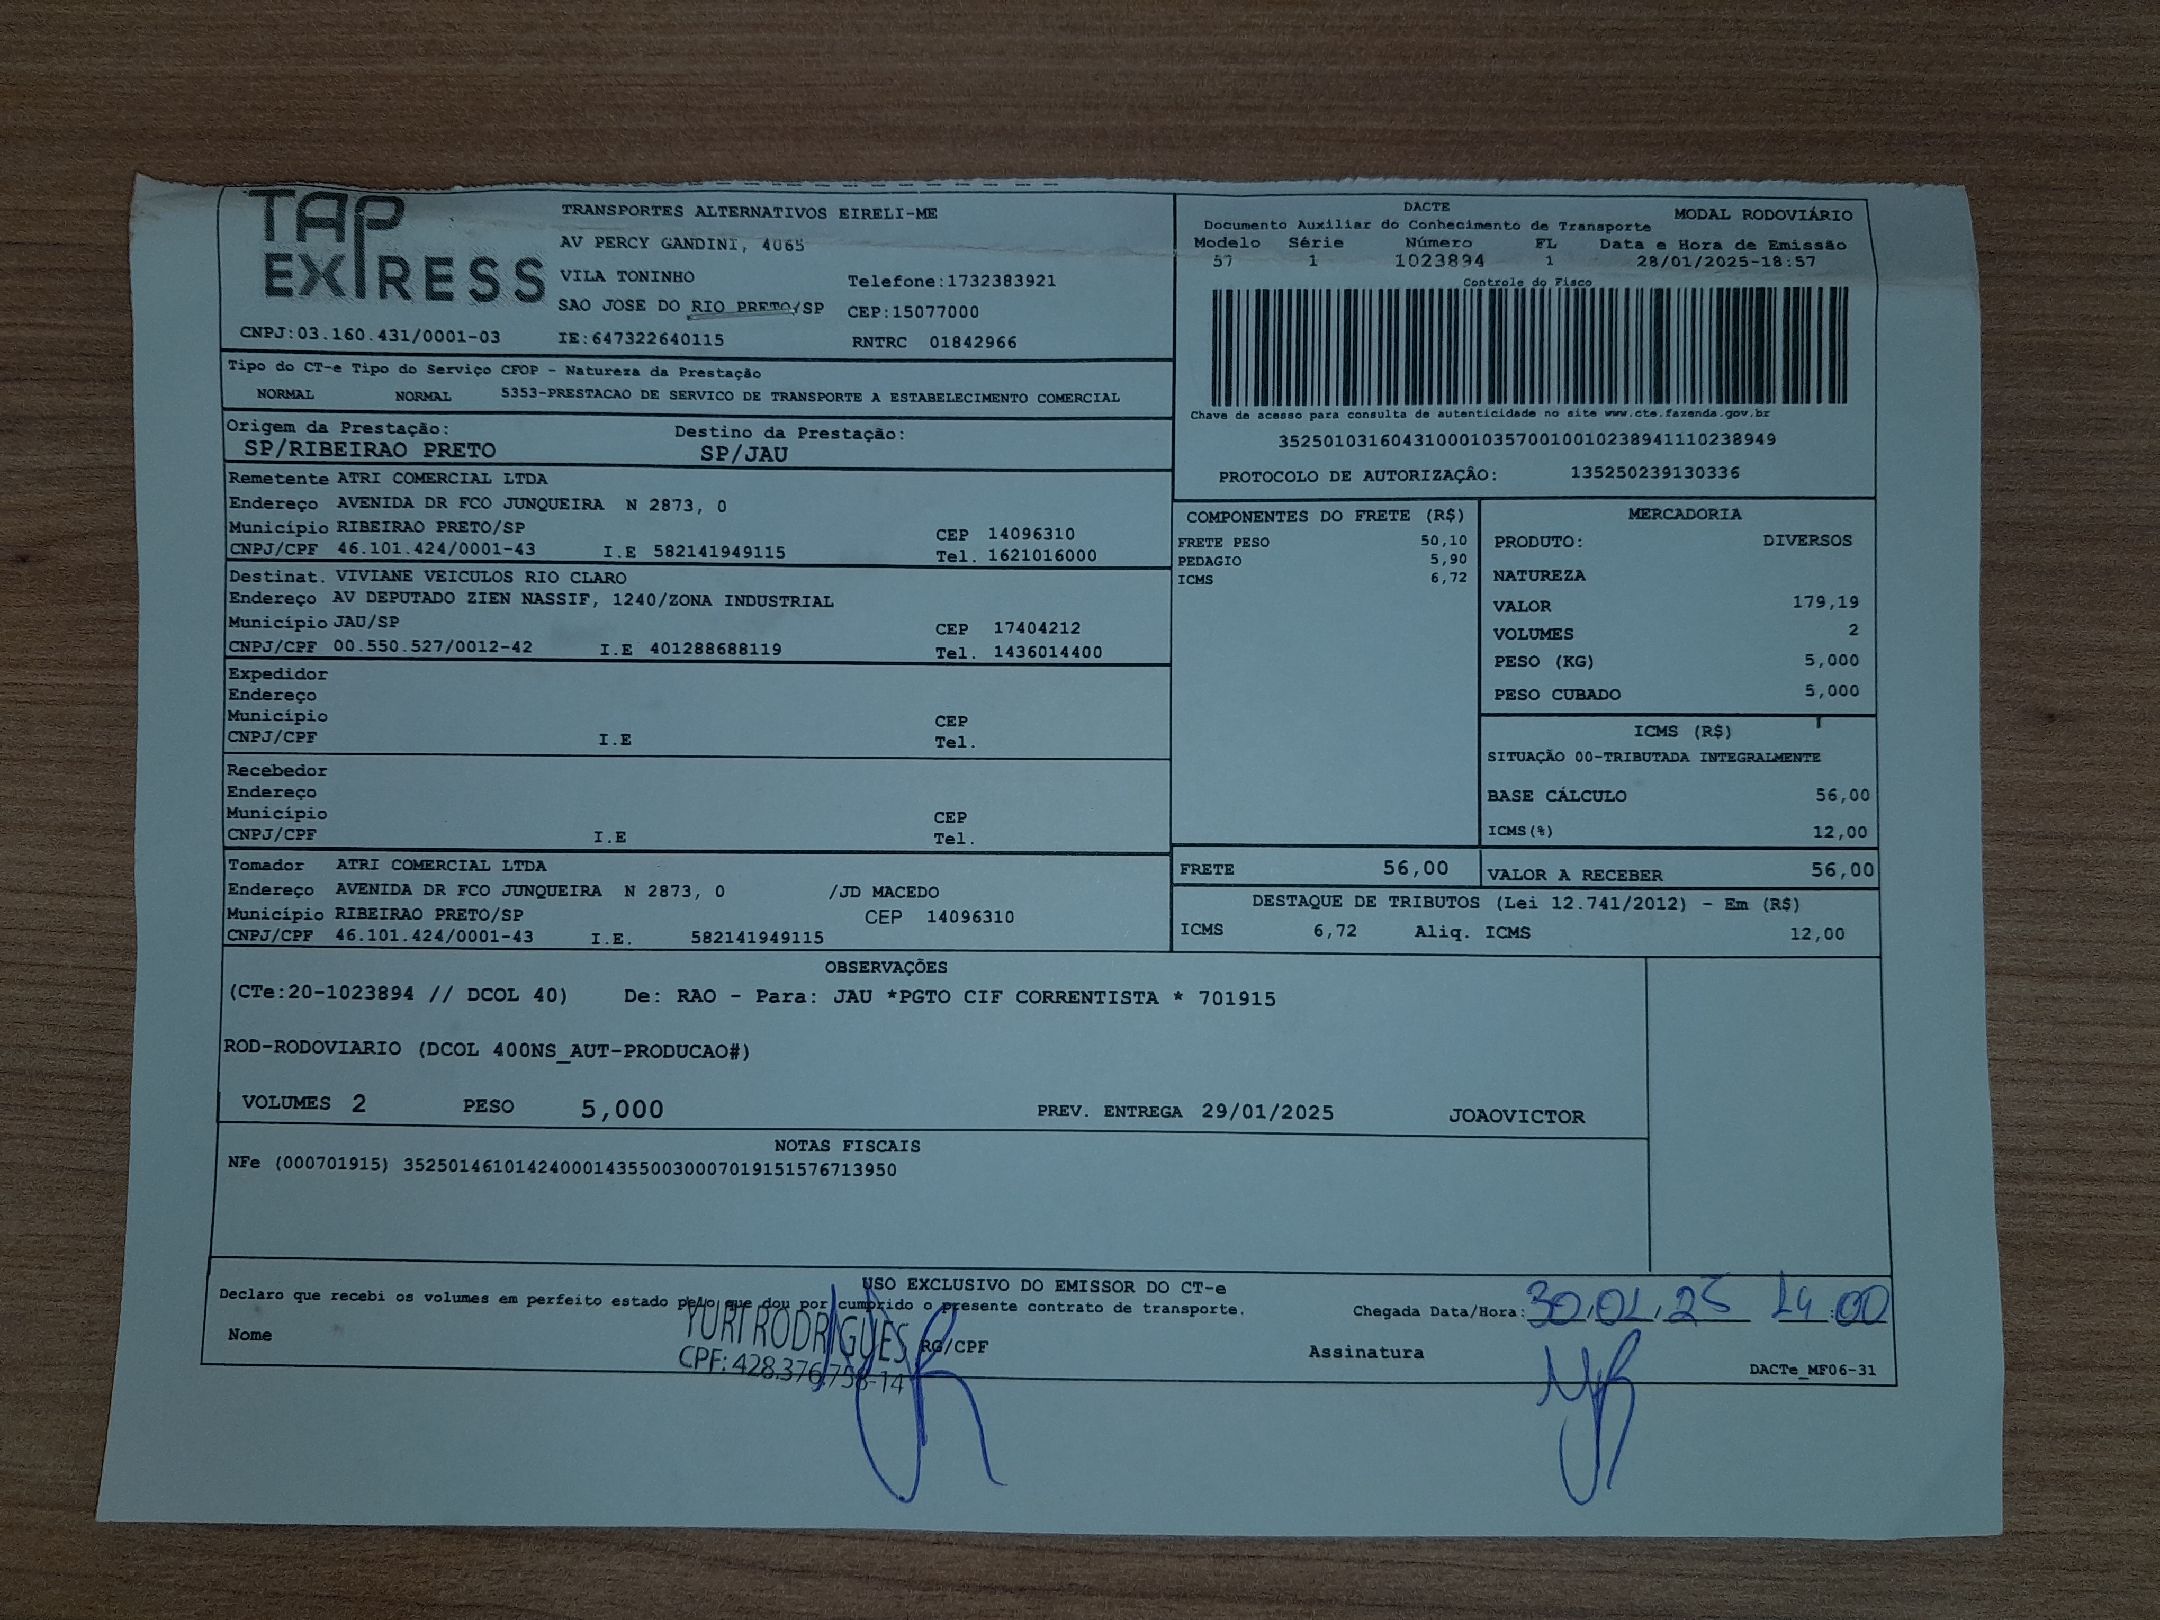 TAP EXPRESS
TRANSPORTES ALTERNATIVOS EIRELI-ME
AV PERCY GANDINI, 4065
VILA TONINHO Telefone:1732383921
SAO JOSE DO RIO PRETO/SP CEP:15077000
CNPJ:03.160.431/0001-03 IE:647322640115 RNTRC 01842966
DACTE
MODAL RODOVIÁRIO
Documento Auxiliar do Conhecimento de Transporte
Modelo Série Número FL Data e Hora de Emissão
57 1 1023894 1 28/01/2025-18:57
Controle do Fisco
Chave de acesso para consulta de autenticidade no site www.cte.fazenda.gov.br
35250103160431000103570010010238941110238949
PROTOCOLO DE AUTORIZAÇÂO: 135250239130336
Tipo do CT-e Tipo do Serviço CFOP - Natureza da Prestação
NORMAL NORMAL 5353-PRESTACAO DE SERVICO DE TRANSPORTE A ESTABELECIMENTO COMERCIAL
Origem da Prestação: Destino da Prestação:
SP/RIBEIRAO PRETO SP/JAU
Remetente ATRI COMERCIAL LTDA
Endereço AVENIDA DR FCO JUNQUEIRA N 2873, 0
Município RIBEIRAO PRETO/SP CEP 14096310
CNPJ/CPF 46.101.424/0001-43 I.E 582141949115 Tel. 1621016000
Destinat. VIVIANE VEICULOS RIO CLARO
Endereço AV DEPUTADO ZIEN NASSIF, 1240/ZONA INDUSTRIAL
Município JAU/SP CEP 17404212
CNPJ/CPF 00.550.527/0012-42 I.E 401288688119 Tel. 1436014400
Expedidor
Endereço
Município CEP
CNPJ/CPF I.E Tel.
Recebedor
Endereço
Município CEP
CNPJ/CPF I.E Tel.
Tomador ATRI COMERCIAL LTDA
Endereço AVENIDA DR FCO JUNQUEIRA N 2873, 0 /JD MACEDO
Município RIBEIRAO PRETO/SP CEP 14096310
CNPJ/CPF 46.101.424/0001-43 I.E. 582141949115
COMPONENTES DO FRETE (R$)
FRETE PESO 50,10
PEDAGIO 5,90
ICMS 6,72
MERCADORIA
PRODUTO: DIVERSOS
NATUREZA
VALOR 179,19
VOLUMES 2
PESO (KG) 5,000
PESO CUBADO 5,000
ICMS (R$)
SITUAÇÃO 00-TRIBUTADA INTEGRALMENTE
BASE CÁLCULO 56,00
ICMS(%) 12,00
FRETE 56,00 VALOR A RECEBER 56,00
DESTAQUE DE TRIBUTOS (Lei 12.741/2012) - Em (R$)
ICMS 6,72 Aliq. ICMS 12,00
OBSERVAÇÕES
(CTe:20-1023894 // DCOL 40) De: RAO - Para: JAU *PGTO CIF CORRENTISTA * 701915
ROD-RODOVIARIO (DCOL 400NS_AUT-PRODUCAO#)
VOLUMES 2 PESO 5,000 PREV. ENTREGA 29/01/2025 JOAOVICTOR
NOTAS FISCAIS
NFe (000701915) 35250146101424000143550030007019151576713950
USO EXCLUSIVO DO EMISSOR DO CT-e
Declaro que recebi os volumes em perfeito estado pelo que dou por cumprido o presente contrato de transporte.
Chegada Data/Hora: 30.01.25 14:00
Nome RG/CPF Assinatura
YURI RODRIGUES
CPF: 428.376.758-14
DACTe_MF06-31